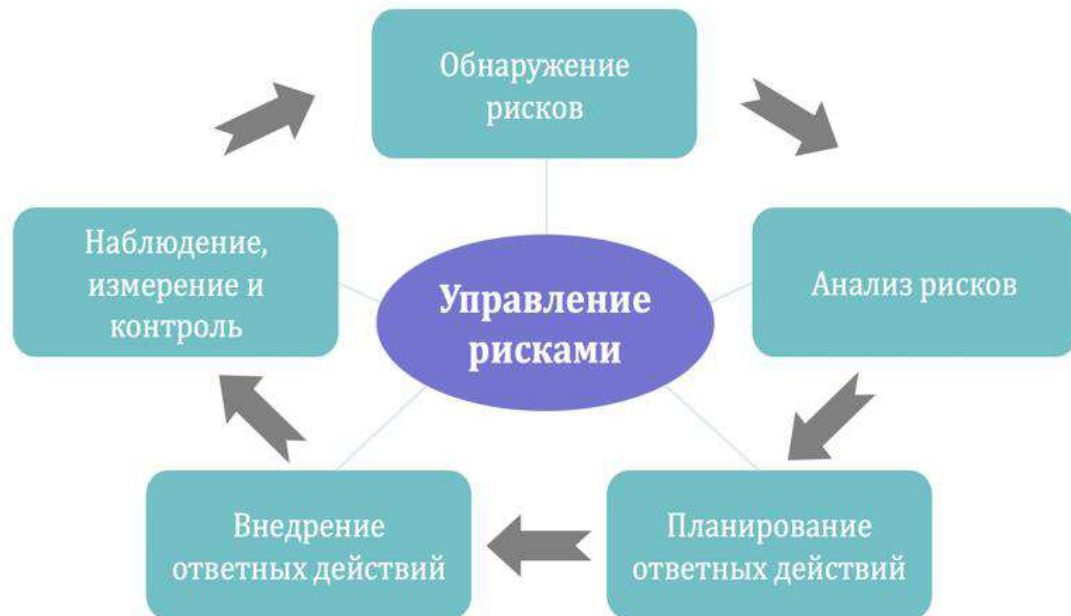 Обнаружение
рисков
Наблюдение,
измерение и
контроль
Управление
рисками
Анализ рисков
Внедрение
ответных действий
Планирование
ответных действий